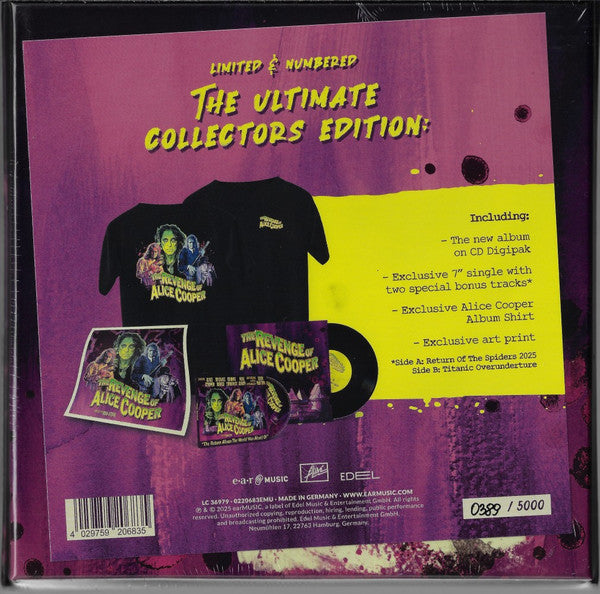 LIMITED & NUMBERED
THE ULTIMATE
COLLECTORS EDITION:
Including:
– The new album
on CD Digipak
– Exclusive 7" single with
two special bonus tracks*
– Exclusive Alice Cooper
Album Shirt
– Exclusive art print
*Side A: Return Of The Spiders 2025
Side B: Titanic Overunderture
THE REVENGE OF
ALICE COOPER
THE REVENGE OF
ALICE COOPER
THE REVENGE OF
ALICE COOPER
THE REVENGE OF
ALICE COOPER
e·a·r MUSIC
EDEL
LC 36979 · 0220683EMU · MADE IN GERMANY · WWW.EARMUSIC.COM
℗ & © 2025 earMUSIC, a label of Edel Music & Entertainment GmbH. All rights
reserved. Unauthorized copying, reproduction, hiring, lending, public performance
and broadcasting prohibited. Edel Music & Entertainment GmbH,
Neumühlen 17, 22763 Hamburg, Germany.
4 029759 206835
0389 / 5000